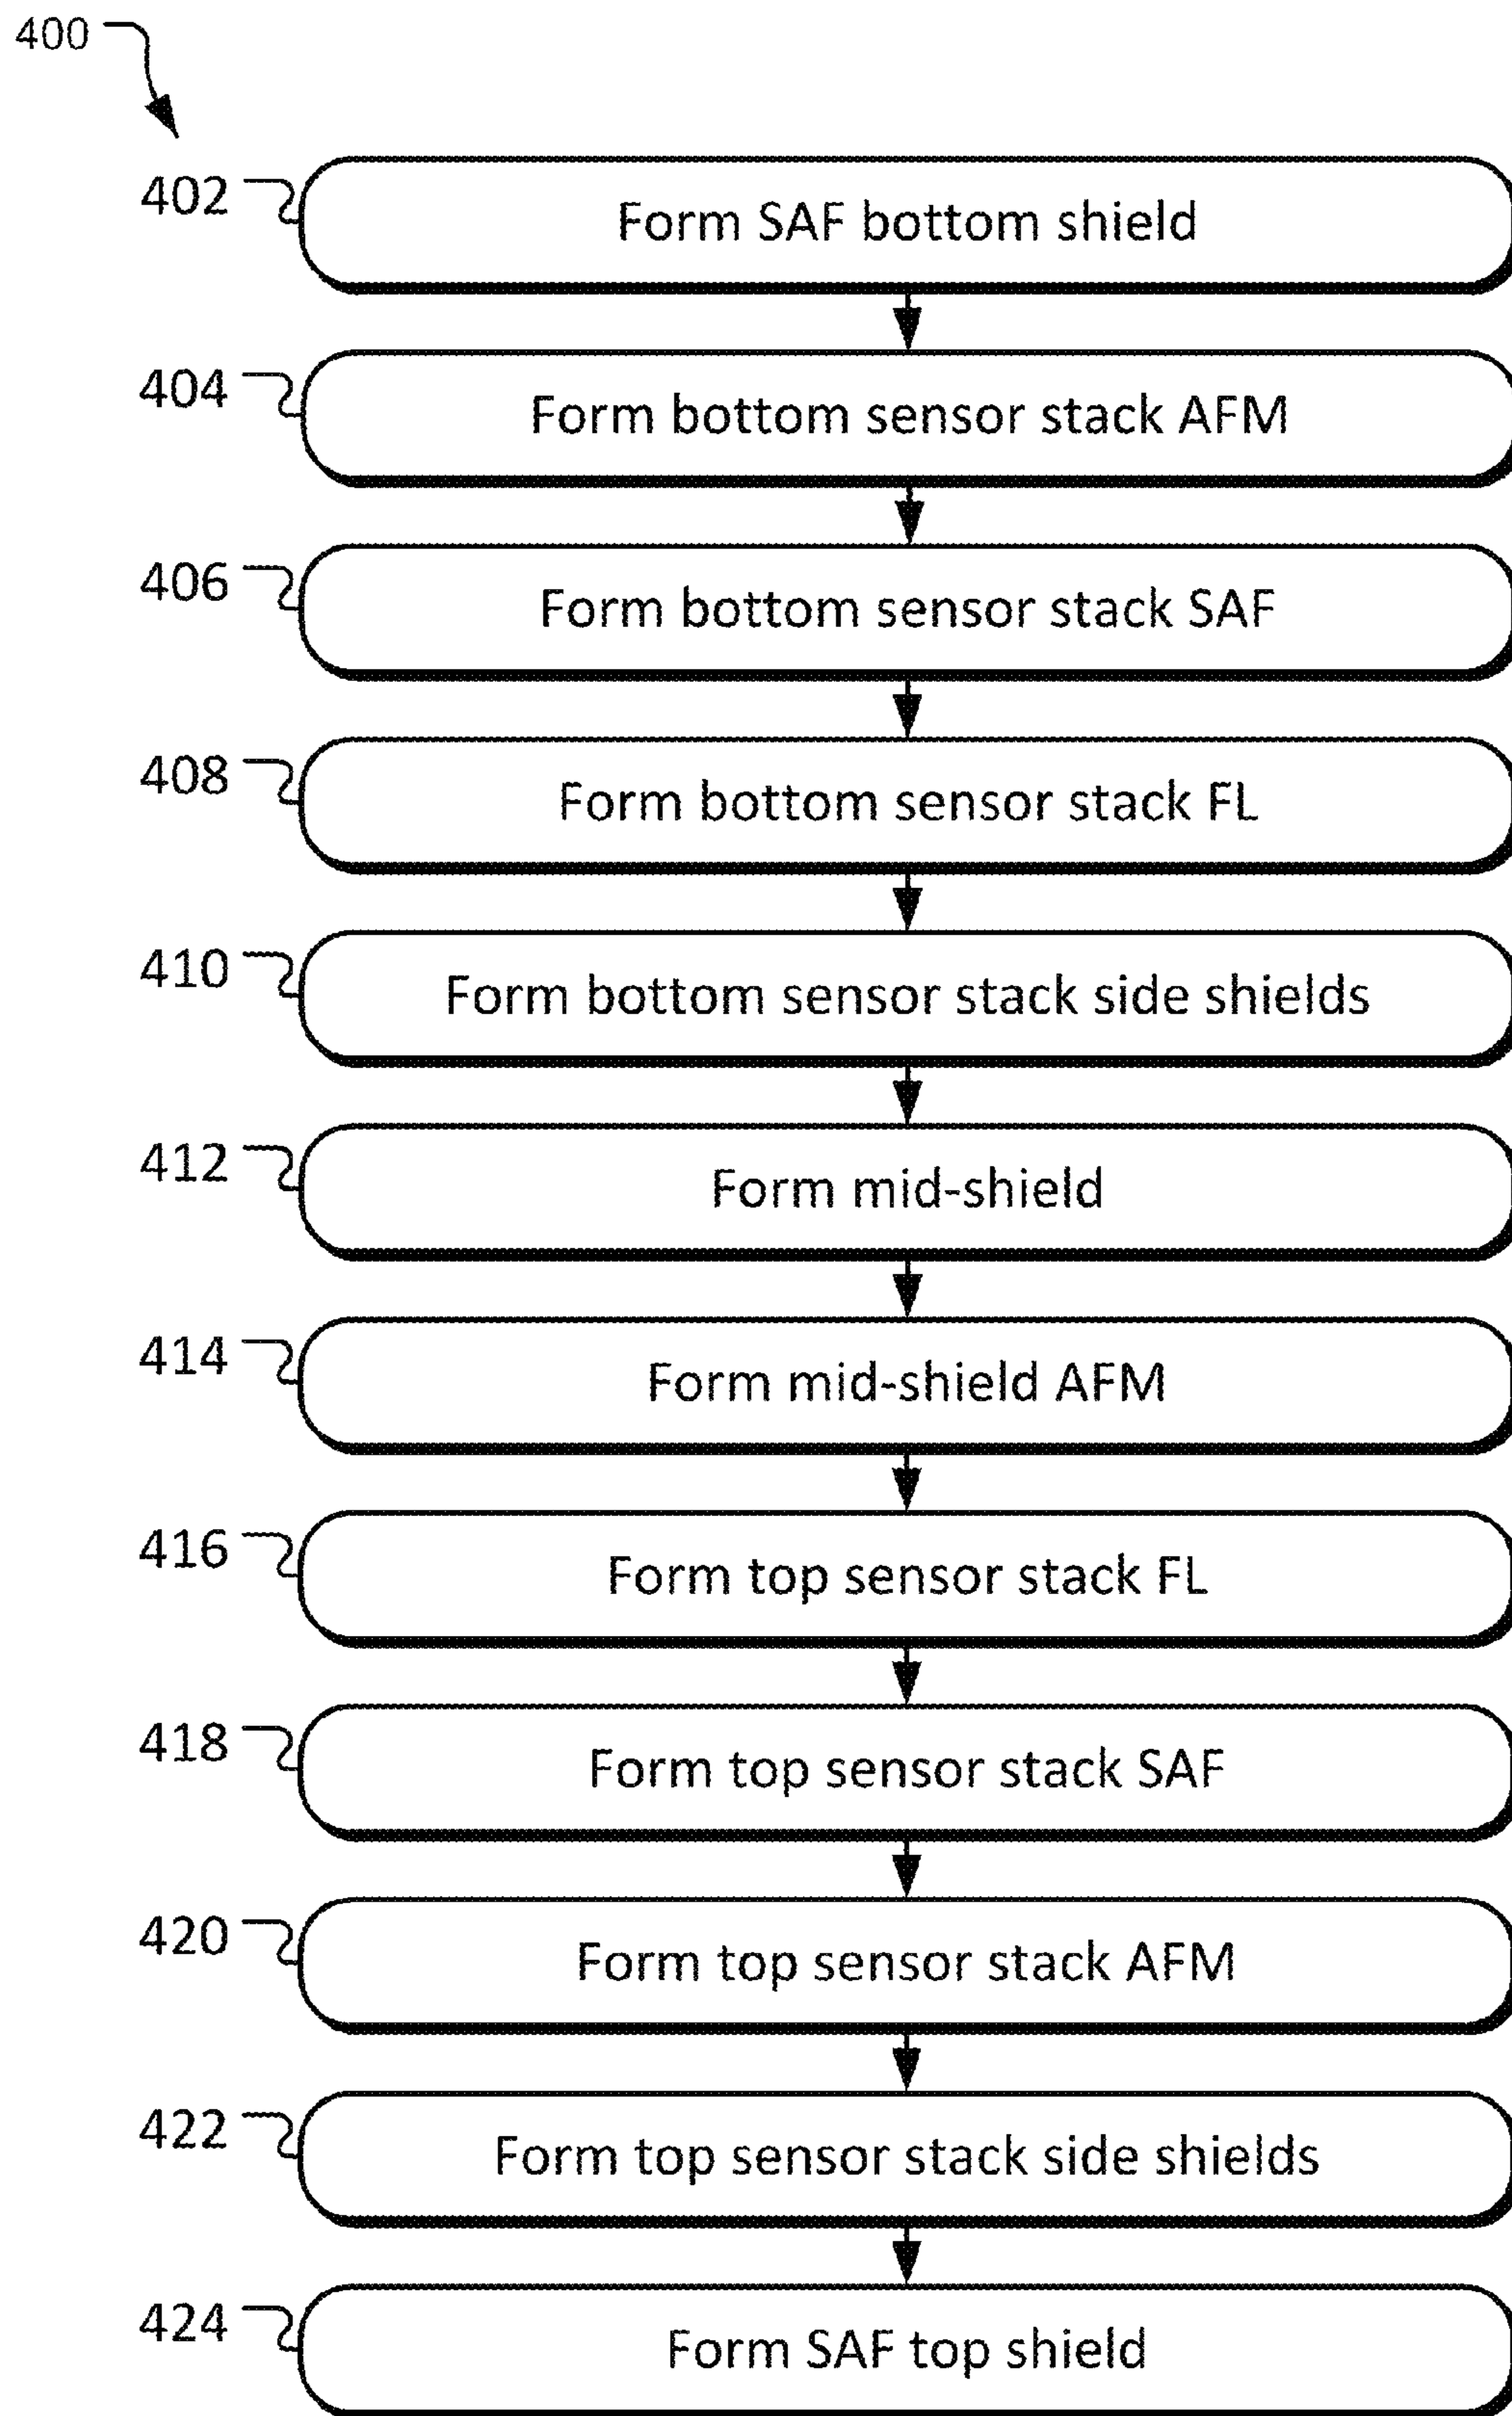 400
402
Form SAF bottom shield
404
Form bottom sensor stack AFM
406
Form bottom sensor stack SAF
408
Form bottom sensor stack FL
410
Form bottom sensor stack side shields
412
Form mid-shield
414
Form mid-shield AFM
416
Form top sensor stack FL
418
Form top sensor stack SAF
420
Form top sensor stack AFM
422
Form top sensor stack side shields
424
Form SAF top shield